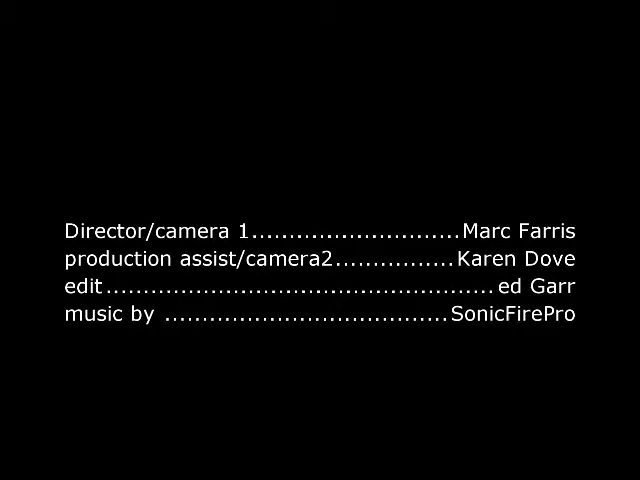 Director/camera 1............................Marc Farris
production assist/camera2................Karen Dove
edit....................................................ed Garr
music by ......................................SonicFirePro